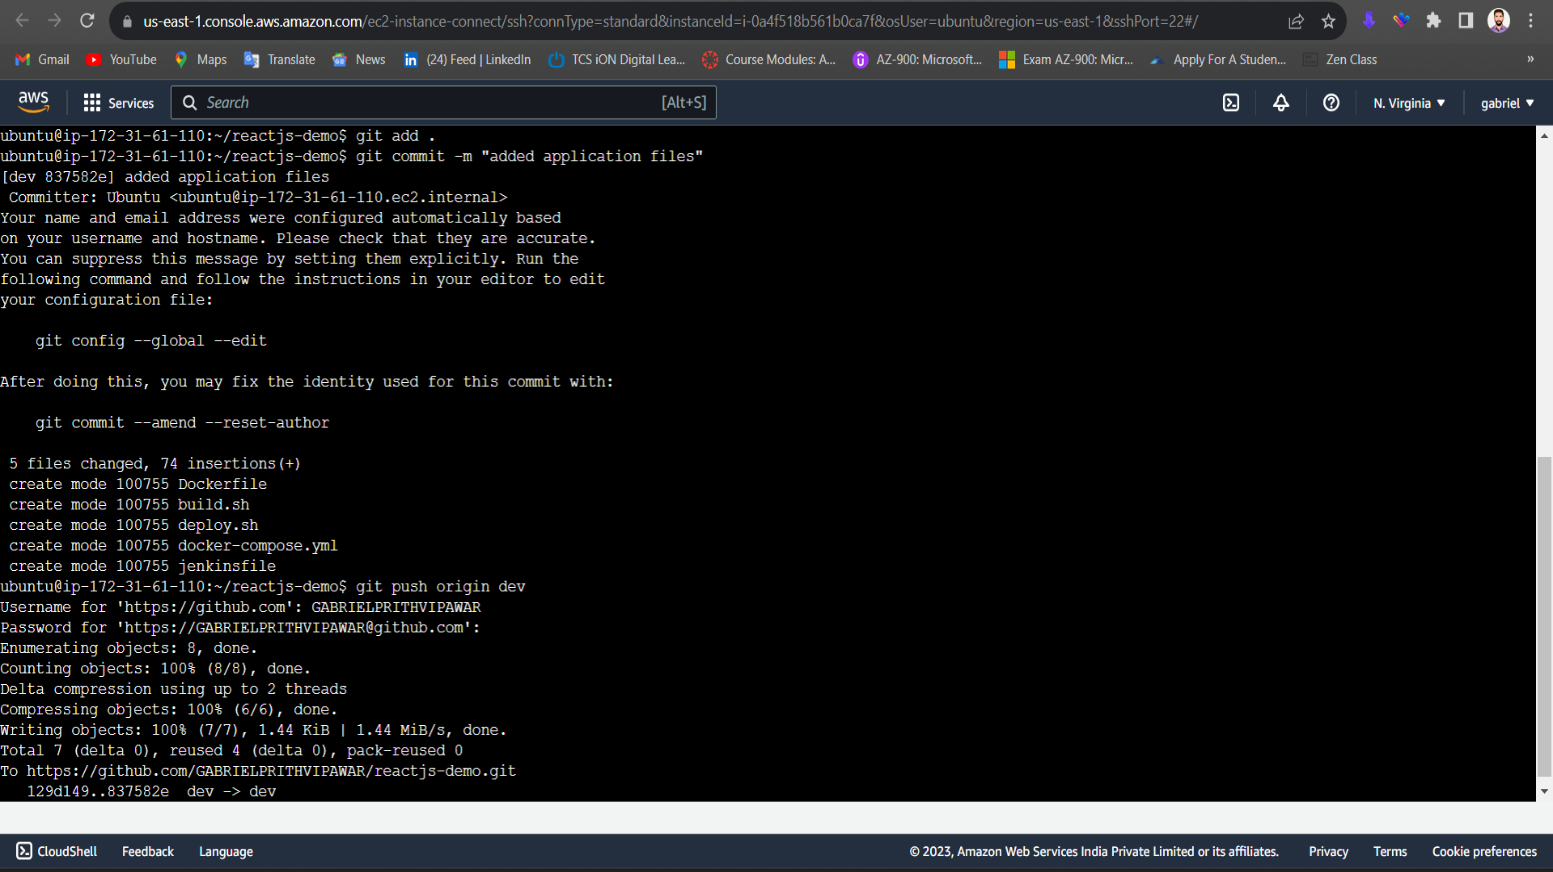 us-east-1.console.aws.amazon.com/ec2-instance-connect/ssh?connType=standard&instanceId=i-0a4f518b561b0ca7f&osUser=ubuntu&region=us-east-1&sshPort=22#/
Gmail YouTube Maps Translate News (24) Feed | LinkedIn TCS iON Digital Lea... Course Modules: A... AZ-900: Microsoft... Exam AZ-900: Micr... Apply For A Studen... Zen Class »
aws Services Search [Alt+S] N. Virginia gabriel
ubuntu@ip-172-31-61-110:~/reactjs-demo$ git add .
ubuntu@ip-172-31-61-110:~/reactjs-demo$ git commit -m "added application files"
[dev 837582e] added application files
Committer: Ubuntu <ubuntu@ip-172-31-61-110.ec2.internal>
Your name and email address were configured automatically based
on your username and hostname. Please check that they are accurate.
You can suppress this message by setting them explicitly. Run the
following command and follow the instructions in your editor to edit
your configuration file:
git config --global --edit
After doing this, you may fix the identity used for this commit with:
git commit --amend --reset-author
5 files changed, 74 insertions(+)
create mode 100755 Dockerfile
create mode 100755 build.sh
create mode 100755 deploy.sh
create mode 100755 docker-compose.yml
create mode 100755 jenkinsfile
ubuntu@ip-172-31-61-110:~/reactjs-demo$ git push origin dev
Username for 'https://github.com': GABRIELPRITHVIPAWAR
Password for 'https://GABRIELPRITHVIPAWAR@github.com':
Enumerating objects: 8, done.
Counting objects: 100% (8/8), done.
Delta compression using up to 2 threads
Compressing objects: 100% (6/6), done.
Writing objects: 100% (7/7), 1.44 KiB | 1.44 MiB/s, done.
Total 7 (delta 0), reused 4 (delta 0), pack-reused 0
To https://github.com/GABRIELPRITHVIPAWAR/reactjs-demo.git
129d149..837582e dev -> dev
CloudShell Feedback Language © 2023, Amazon Web Services India Private Limited or its affiliates. Privacy Terms Cookie preferences